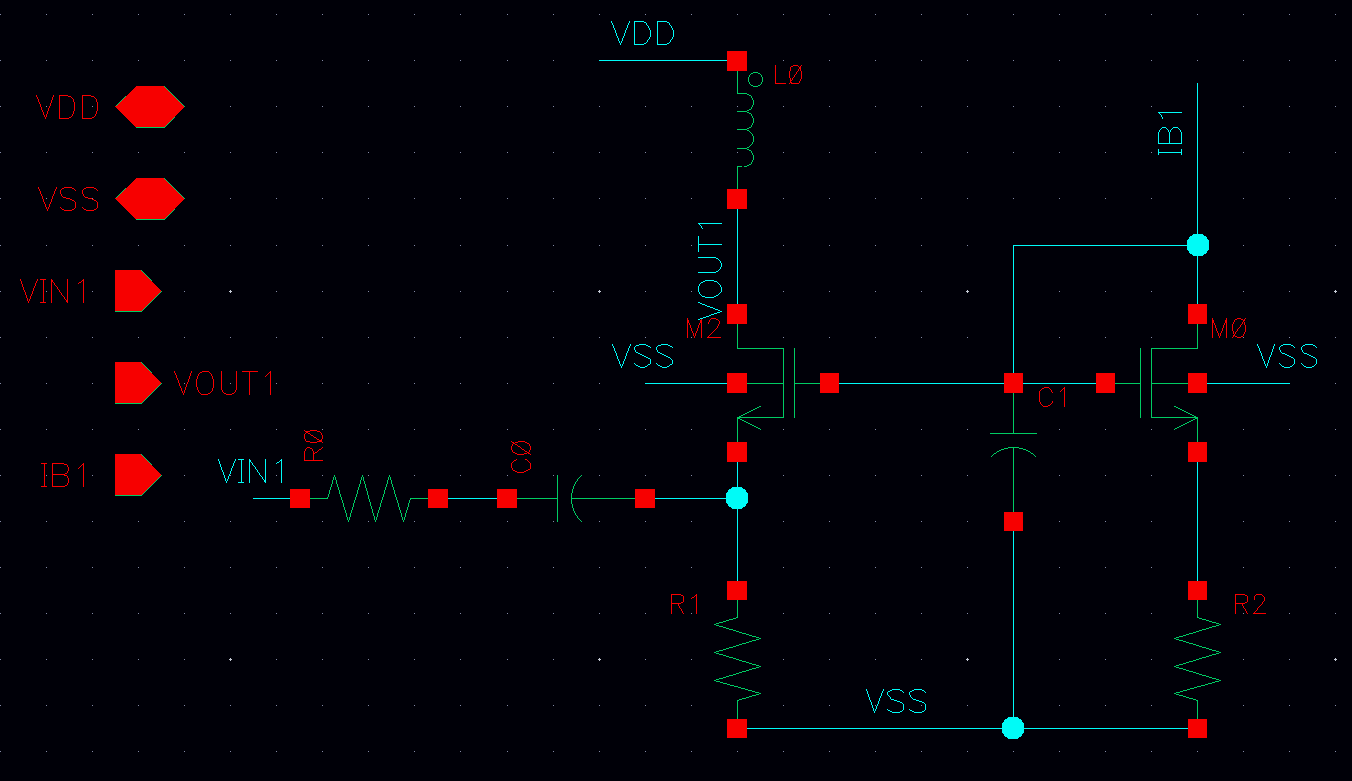 VDD
VSS
VIN1
VOUT1
IB1
VDD
LØ
IB1
VOUT1
M2
VSS
MØ
VSS
C1
VIN1
RØ
CØ
R1
R2
VSS